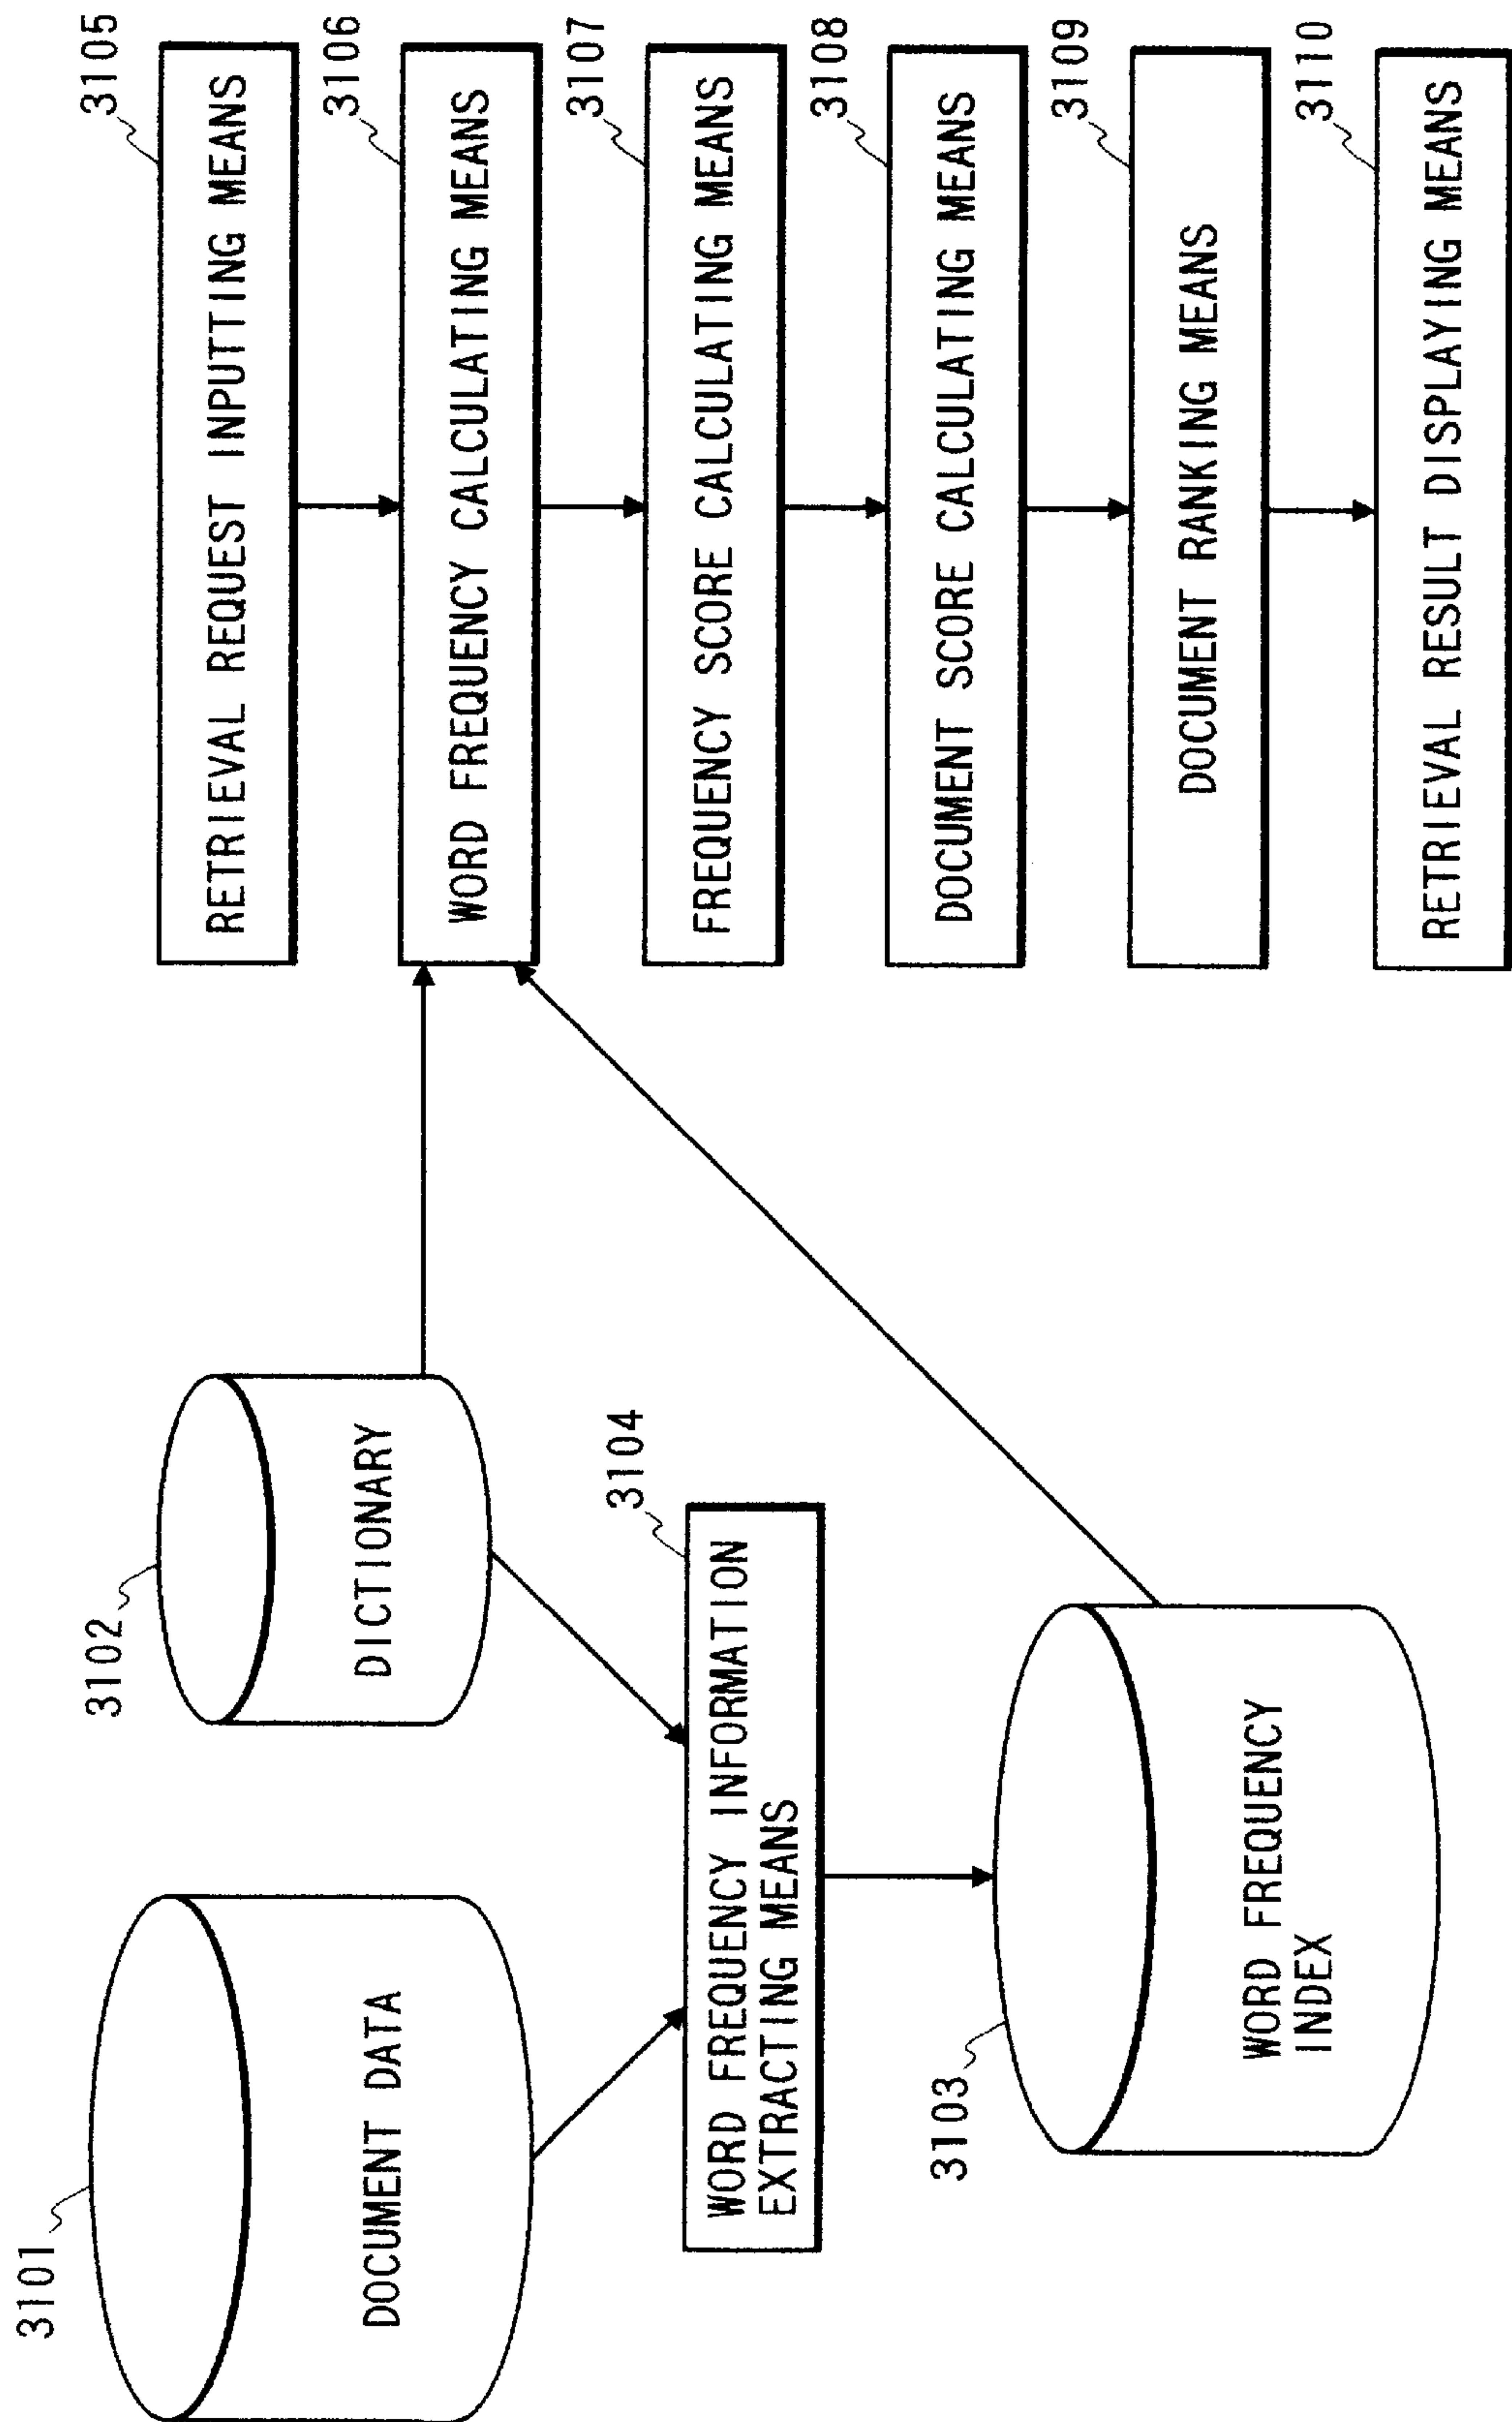 3101
DOCUMENT DATA
3102
DICTIONARY
3104
WORD FREQUENCY INFORMATION
EXTRACTING MEANS
3103
WORD FREQUENCY
INDEX
3105
RETRIEVAL REQUEST INPUTTING MEANS
3106
WORD FREQUENCY CALCULATING MEANS
3107
FREQUENCY SCORE CALCULATING MEANS
3108
DOCUMENT SCORE CALCULATING MEANS
3109
DOCUMENT RANKING MEANS
3110
RETRIEVAL RESULT DISPLAYING MEANS